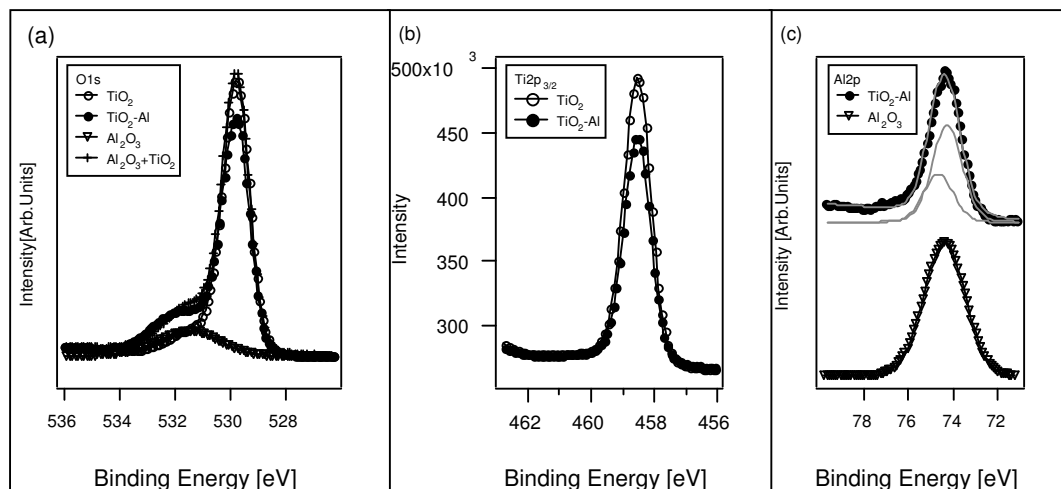 (a)
O1s
TiO₂
TiO₂-Al
Al₂O₃
Al₂O₃+TiO₂
Intensity[Arb.Units]
536 534 532 530 528
Binding Energy [eV]
(b)
500x10³
450
400
350
300
Ti2p₃/₂
TiO₂
TiO₂-Al
Intensity
462 460 458 456
Binding Energy [eV]
(c)
Al2p
TiO₂-Al
Al₂O₃
Intensity [Arb.Units]
78 76 74 72
Binding Energy [eV]